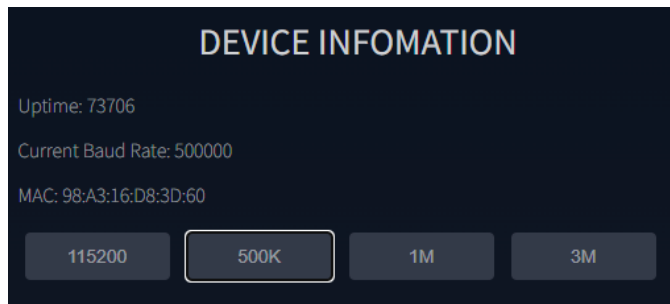 DEVICE INFOMATION
Uptime: 73706
Current Baud Rate: 500000
MAC: 98:A3:16:D8:3D:60
115200 500K 1M 3M